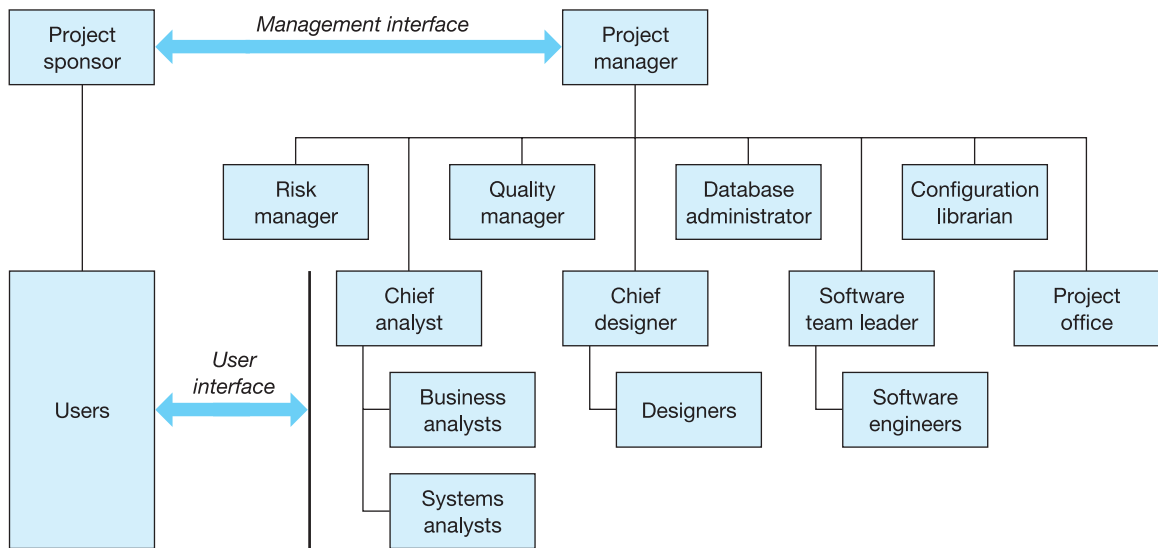 Project
sponsor
Management interface
Project
manager
Risk
manager
Quality
manager
Database
administrator
Configuration
librarian
Users
User
interface
Chief
analyst
Chief
designer
Software
team leader
Project
office
Business
analysts
Designers
Software
engineers
Systems
analysts